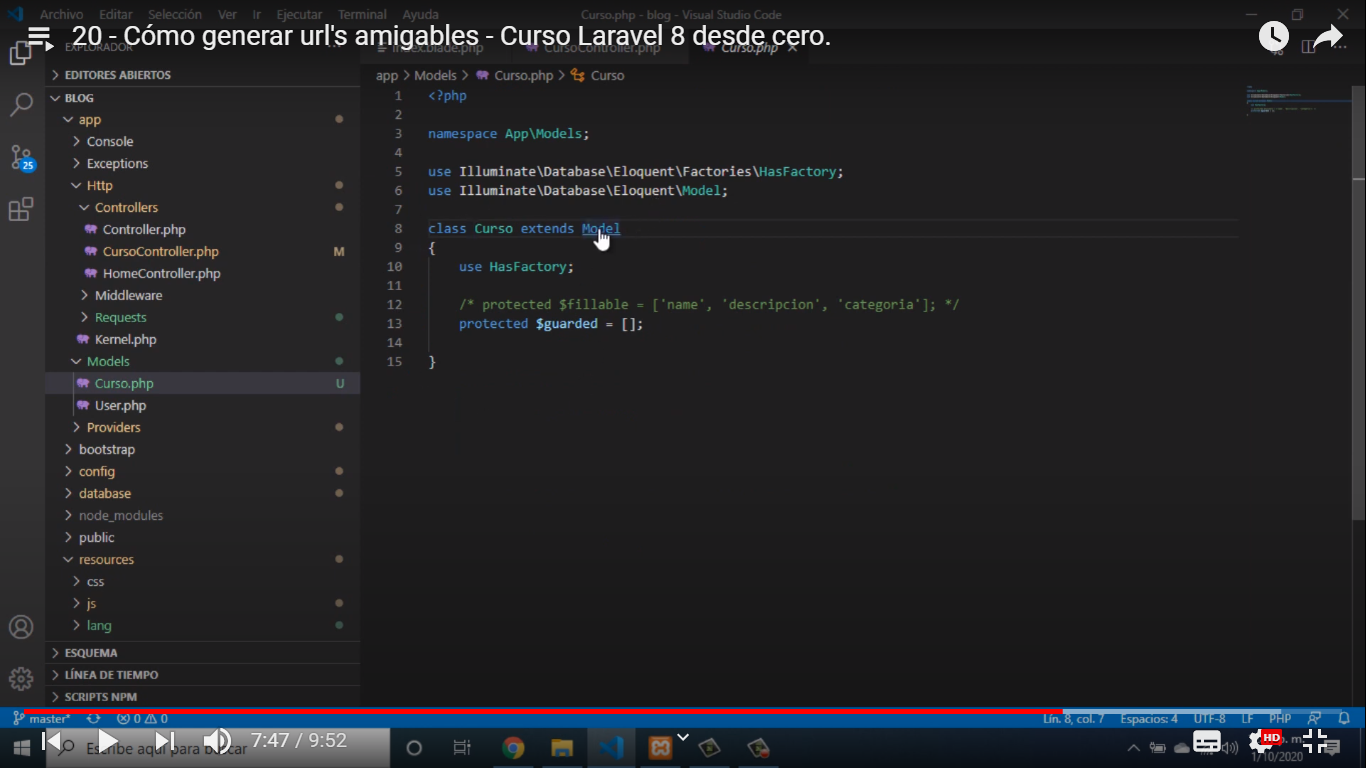 Archivo Editar Selección Ver Ir Ejecutar Terminal Ayuda
Curso.php - blog - Visual Studio Code
20 - Cómo generar url's amigables - Curso Laravel 8 desde cero.
EXPLORADOR
index.blade.php CursoController.php Curso.php
EDITORES ABIERTOS
BLOG
app
Console
Exceptions
Http
Controllers
Controller.php
CursoController.php M
HomeController.php
Middleware
Requests
Kernel.php
Models
Curso.php U
User.php
Providers
bootstrap
config
database
node_modules
public
resources
css
js
lang
ESQUEMA
LÍNEA DE TIEMPO
SCRIPTS NPM
25
app > Models > Curso.php > Curso
1 <?php
2
3 namespace App\Models;
4
5 use Illuminate\Database\Eloquent\Factories\HasFactory;
6 use Illuminate\Database\Eloquent\Model;
7
8 class Curso extends Model
9 {
10 use HasFactory;
11
12 /* protected $fillable = ['name', 'descripcion', 'categoria']; */
13 protected $guarded = [];
14
15 }
master* 0 0
Lín. 8, col. 7 Espacios: 4 UTF-8 LF PHP
Escribe aquí para buscar
7:47 / 9:52
HD
1/10/2020